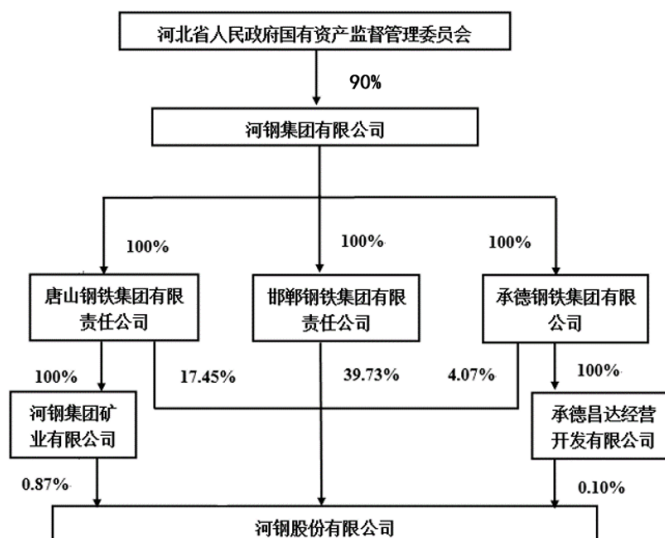 河北省人民政府国有资产监督管理委员会
90%
河钢集团有限公司
100%
100%
100%
唐山钢铁集团有限
责任公司
邯郸钢铁集团有限
责任公司
承德钢铁集团有限
公司
100%
17.45%
39.73%
4.07%
100%
河钢集团矿
业有限公司
承德昌达经营
开发有限公司
0.87%
0.10%
河钢股份有限公司